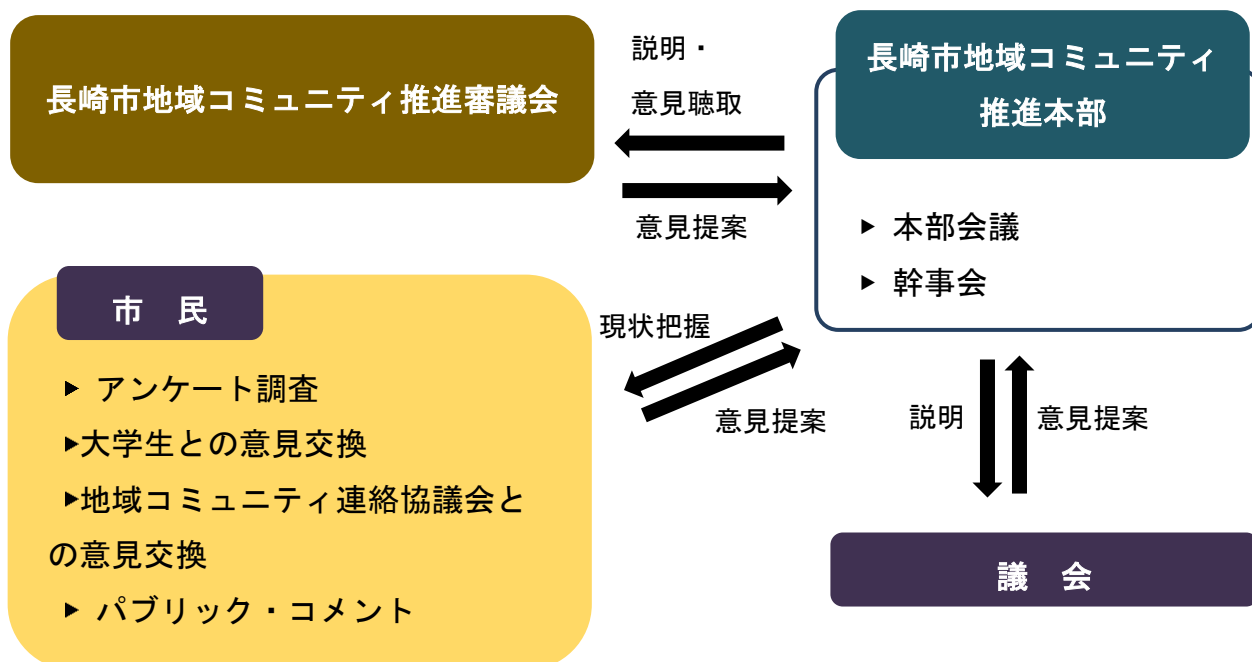 長崎市地域コミュニティ推進審議会
説明・
意見聴取
意見提案
長崎市地域コミュニティ
推進本部
▶ 本部会議
▶ 幹事会
市　民
▶ アンケート調査
▶大学生との意見交換
▶地域コミュニティ連絡協議会と
の意見交換
▶ パブリック・コメント
現状把握
意見提案
説明
意見提案
議　会